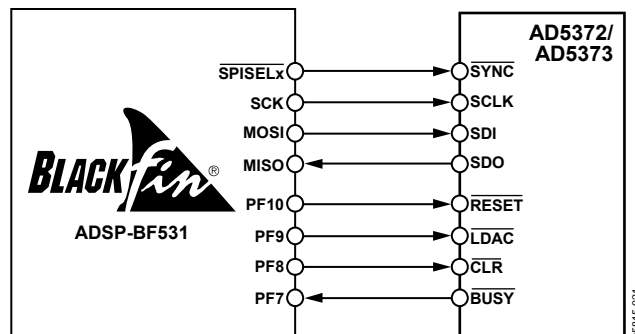 AD5372/
AD5373
SPISELx SYNC
SCK SCLK
MOSI SDI
MISO SDO
BLACKfin®
PF10 RESET
ADSP-BF531
PF9 LDAC
PF8 CLR
PF7 BUSY